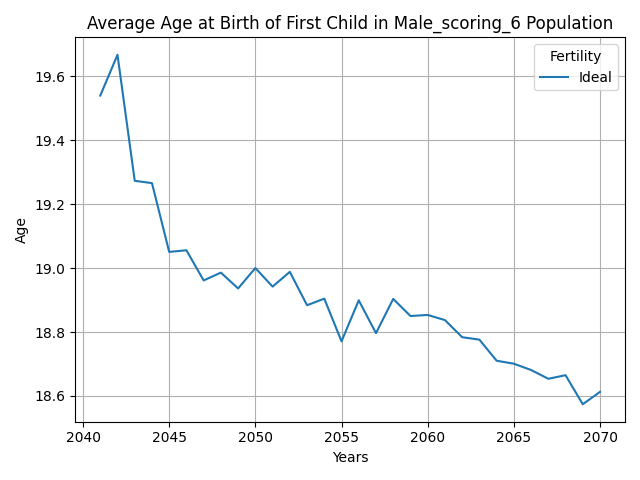 Average Age at Birth of First Child in Male_scoring_6 Population
Fertility
Ideal
19.6
19.4
19.2
19.0
18.8
18.6
Age
2040 2045 2050 2055 2060 2065 2070
Years